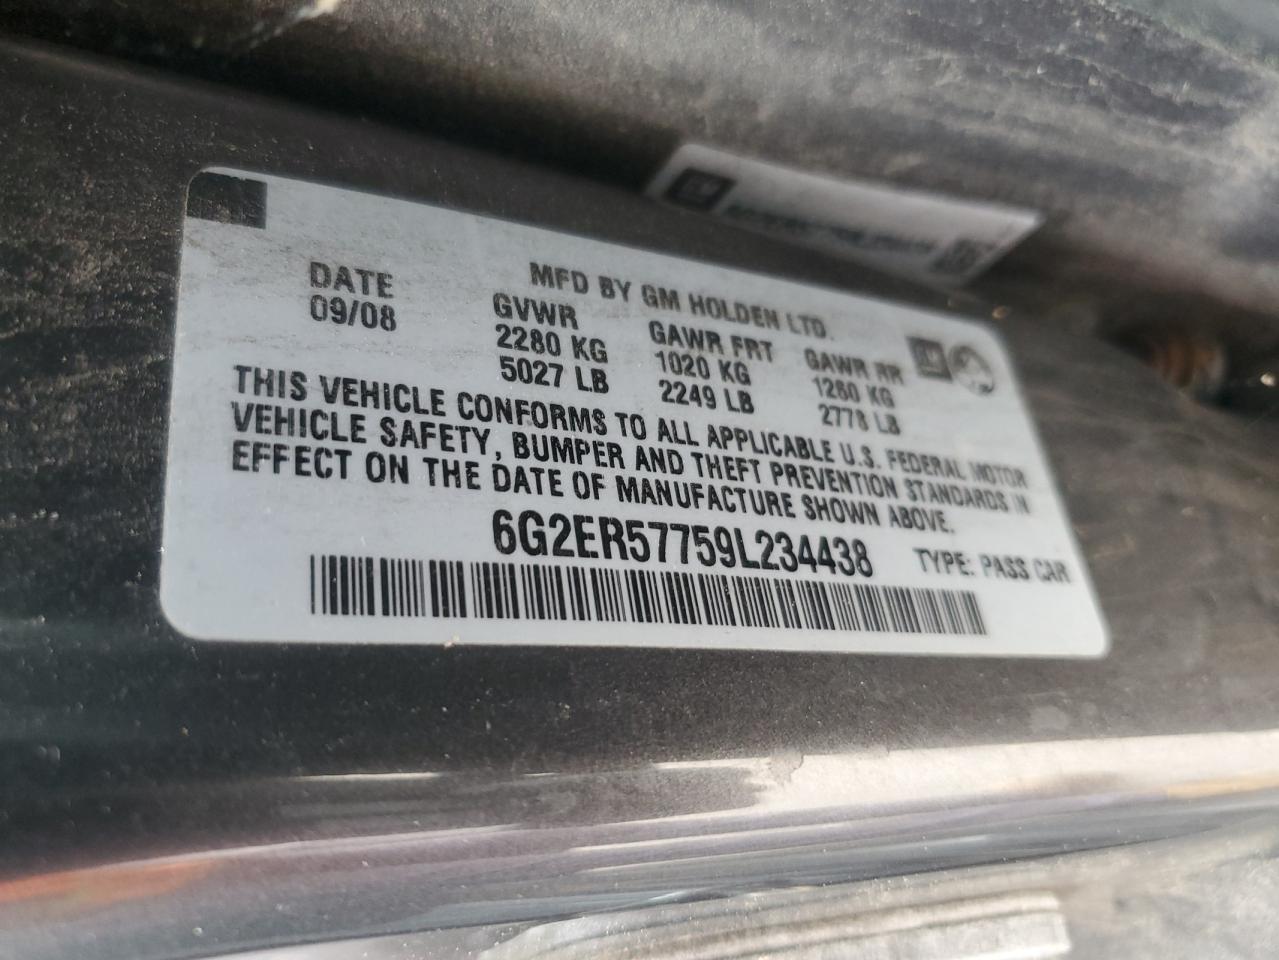 MFD BY GM HOLDEN LTD.
DATE GVWR GAWR FRT GAWR RR
09/08 2280 KG 1020 KG 1260 KG
5027 LB 2249 LB 2778 LB
THIS VEHICLE CONFORMS TO ALL APPLICABLE U.S. FEDERAL MOTOR
VEHICLE SAFETY, BUMPER AND THEFT PREVENTION STANDARDS IN
EFFECT ON THE DATE OF MANUFACTURE SHOWN ABOVE.
6G2ER57759L234438 TYPE: PASS CAR